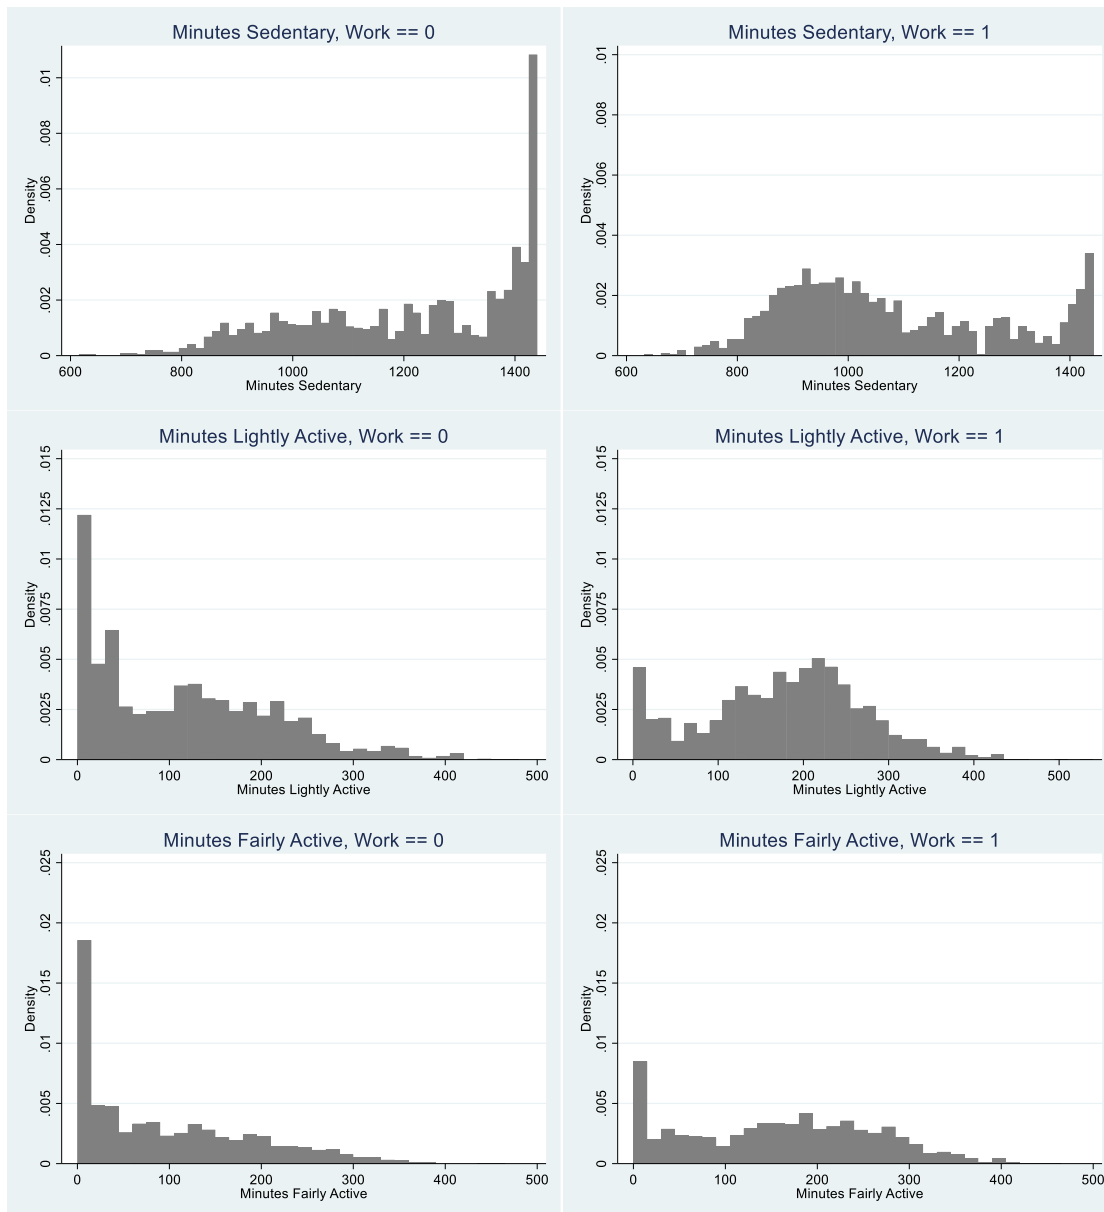 Minutes Sedentary, Work == 0
Density
0 .002 .004 .006 .008 .01
600 800 1000 1200 1400
Minutes Sedentary
Minutes Sedentary, Work == 1
Density
0 .002 .004 .006 .008 .01
600 800 1000 1200 1400
Minutes Sedentary
Minutes Lightly Active, Work == 0
Density
0 .0025 .005 .0075 .01 .0125 .015
0 100 200 300 400 500
Minutes Lightly Active
Minutes Lightly Active, Work == 1
Density
0 .0025 .005 .0075 .01 .0125 .015
0 100 200 300 400 500
Minutes Lightly Active
Minutes Fairly Active, Work == 0
Density
0 .005 .01 .015 .02 .025
0 100 200 300 400 500
Minutes Fairly Active
Minutes Fairly Active, Work == 1
Density
0 .005 .01 .015 .02 .025
0 100 200 300 400 500
Minutes Fairly Active